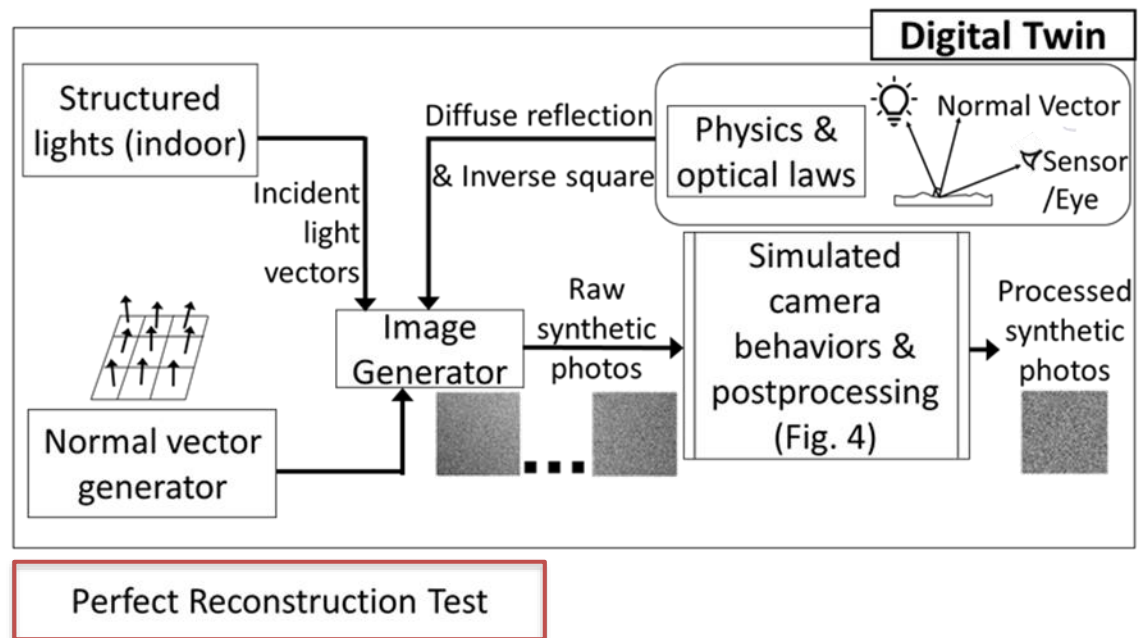 Digital Twin
Structured
lights (indoor)
Diffuse reflection
& Inverse square
Physics &
optical laws
Normal Vector
Sensor
/Eye
Incident
light
vectors
Image
Generator
Raw
synthetic
photos
Simulated
camera
behaviors &
postprocessing
(Fig. 4)
Processed
synthetic
photos
Normal vector
generator
Perfect Reconstruction Test